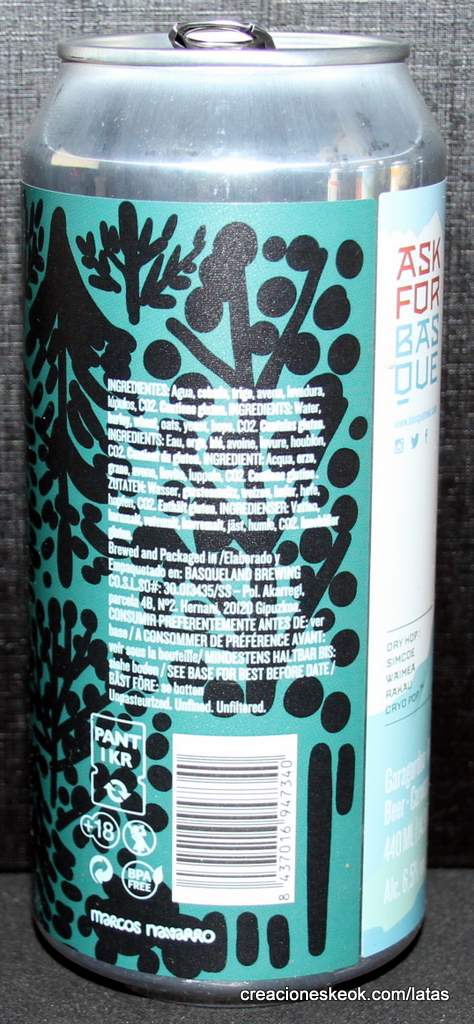 INGREDIENTES: Agua, cebada, trigo, avena, levadura,
lúpulos, CO2. Contiene gluten. INGREDIENTS: Water,
barley, wheat, oats, yeast, hops, CO2. Contains gluten.
INGRÉDIENTS: Eau, orge, blé, avoine, levure, houblon,
CO2. Contient du gluten. INGREDIENTI: Acqua, orzo,
grano, avena, lievito, luppolo, CO2. Contiene glutine.
ZUTATEN: Wasser, gerstenmalz, weizen, hafer, hefe,
hopfen, CO2. Enthält gluten. INGREDIENSER: Vatten,
kornmalt, vetemalt, havremalt, jäst, humle, CO2. Innehåller
gluten.
Brewed and Packaged in /Elaborado y
Empaquetado en: BASQUELAND BREWING
CO.S.L.SO#: 30.013435/SS – Pol. Akarregi,
parcela 4B, Nº2. Hernani, 20120 Gipuzkoa.
CONSUMIR PREFERENTEMENTE ANTES DE: ver
base / A CONSOMMER DE PRÉFÉRENCE AVANT:
voir sous la bouteille/ MINDESTENS HALTBAR BIS:
siehe boden / SEE BASE FOR BEST BEFORE DATE /
BÄST FÖRE: se botten
Unpasteurized. Unfined. Unfiltered.
PANT
1 KR
+18
BPA
FREE
8 437016 947340
marcos navarro
ASK
FOR
BAS
QUE
DRY HOP:
SIMCOE
WAIMEA
RAKAU
CRYO POP
Beer
440 ML
Alc. 6.5
creacioneskeok.com/latas